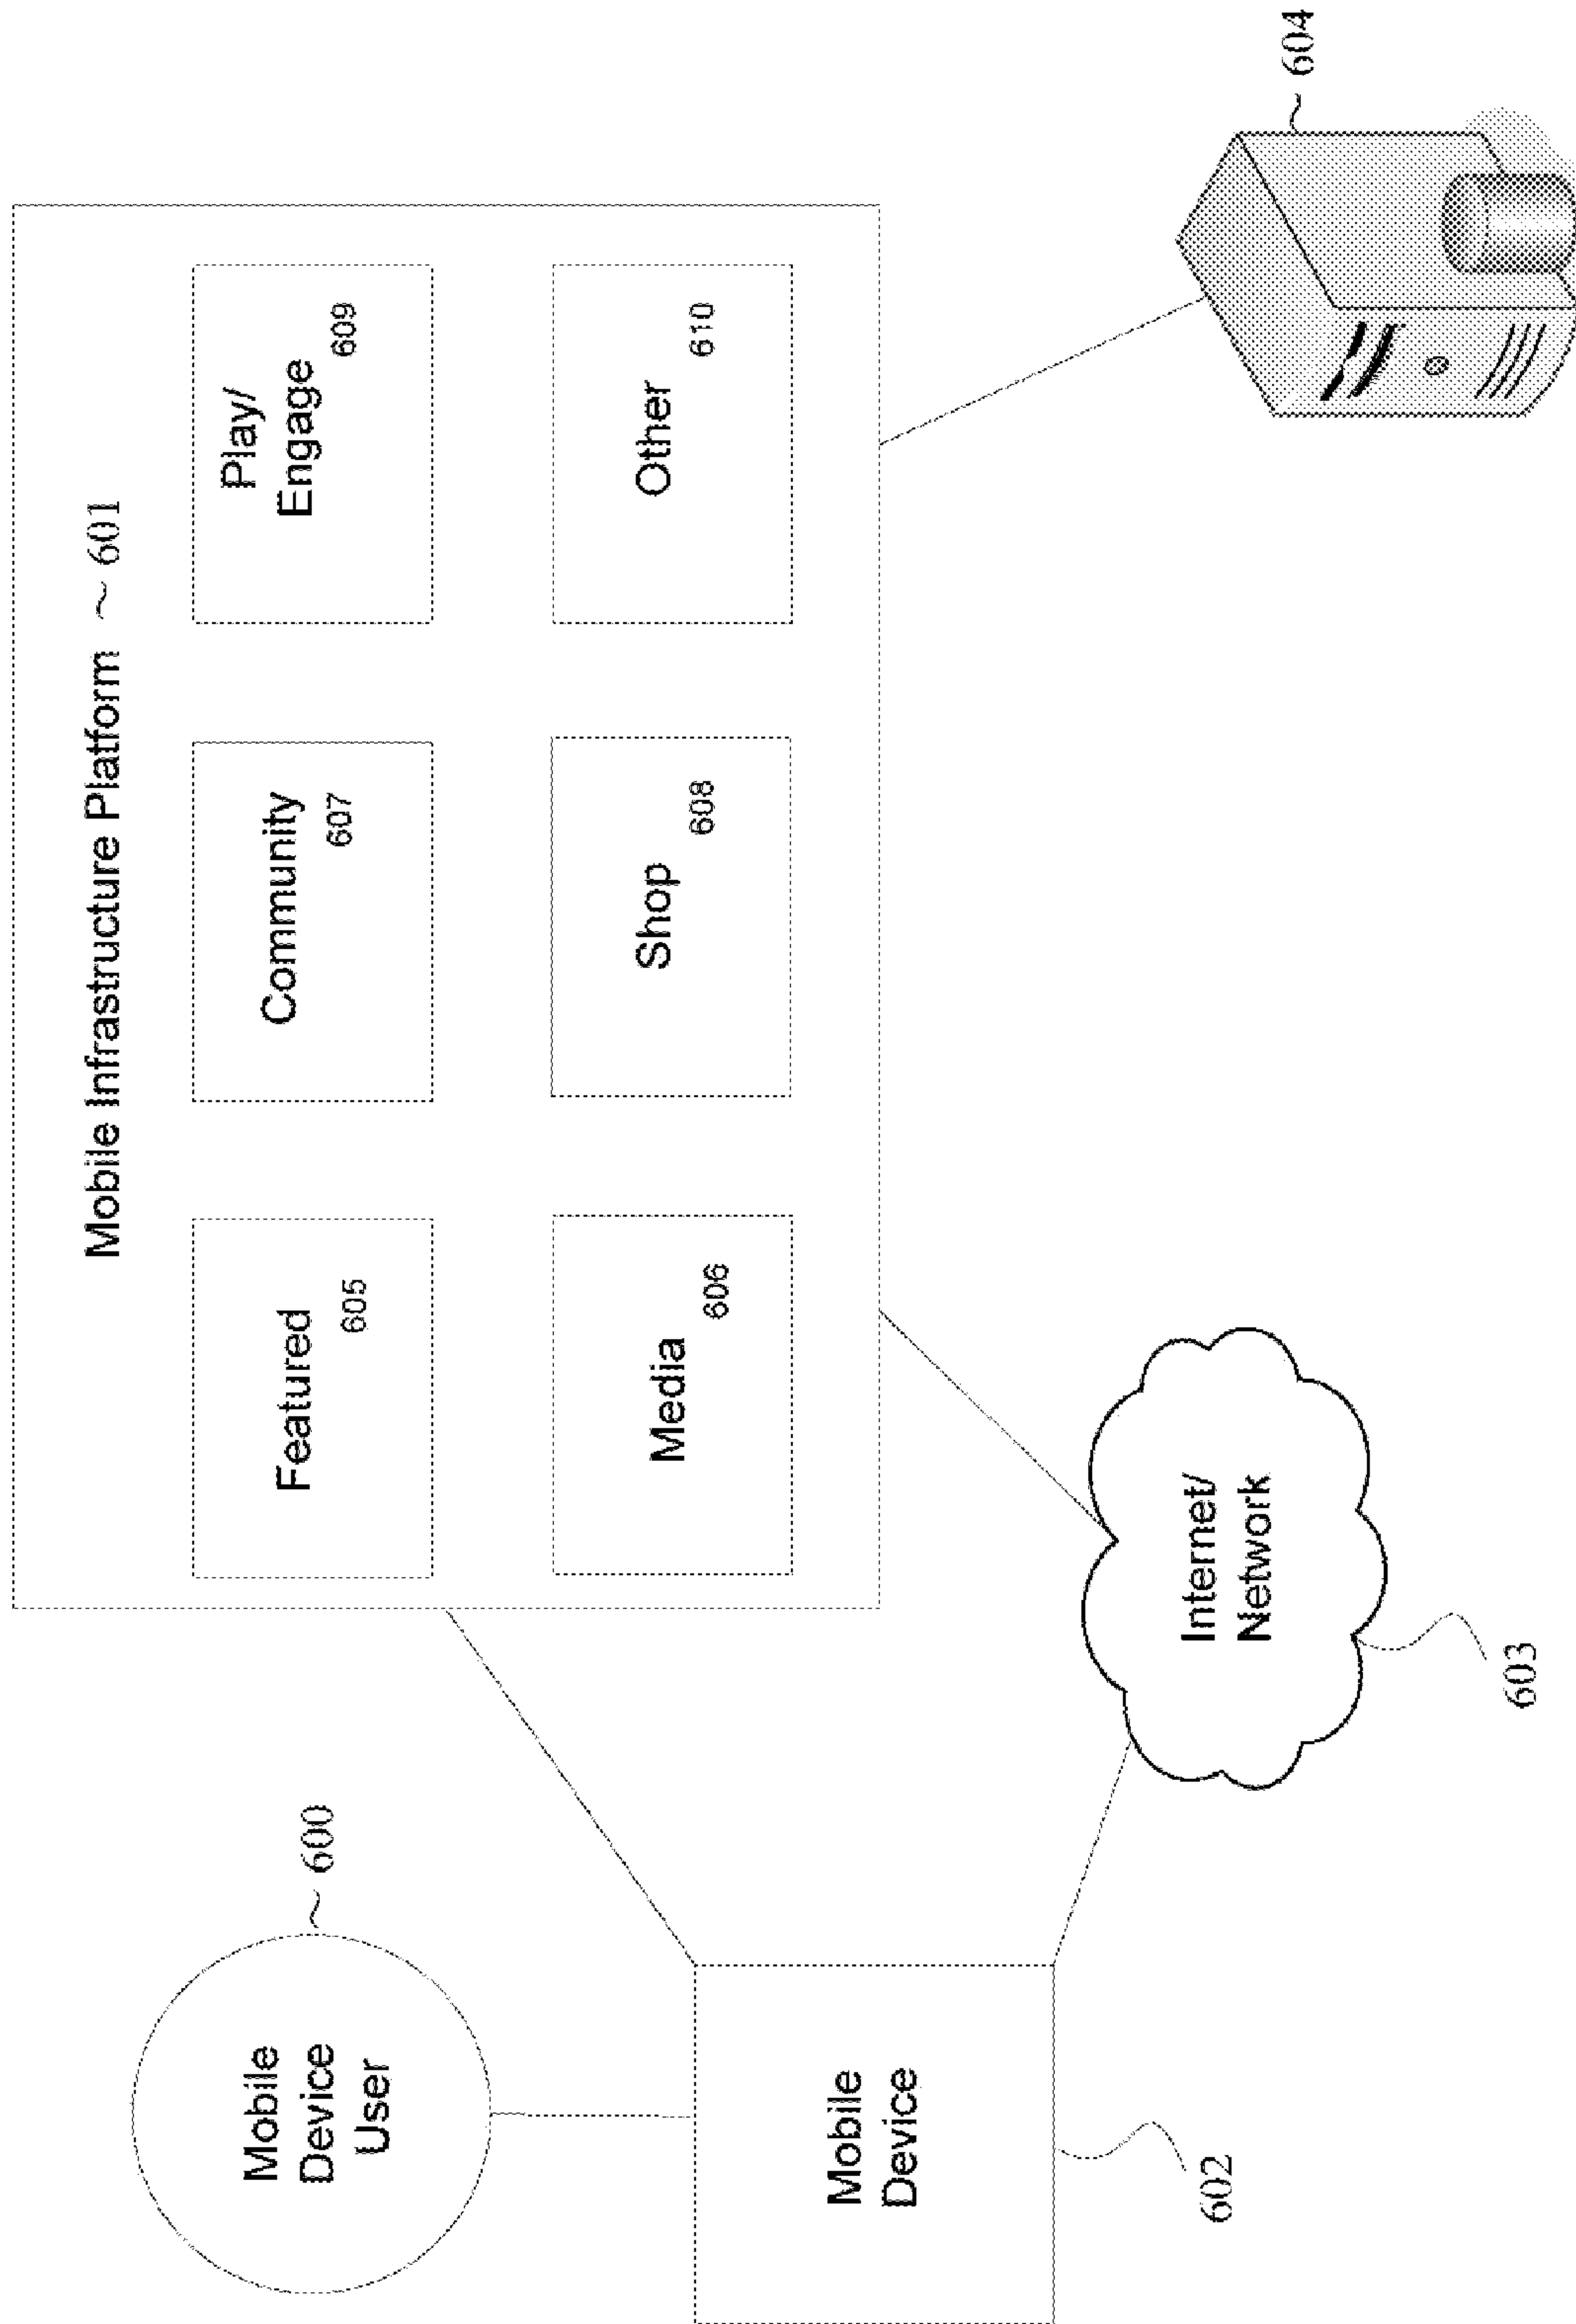 Mobile Infrastructure Platform ~ 601
Featured
605
Community
607
Play/
Engage
609
Media
606
Shop
608
Other
610
Mobile
Device
User
~ 600
Mobile
Device
602
Internet/
Network
603
~ 604